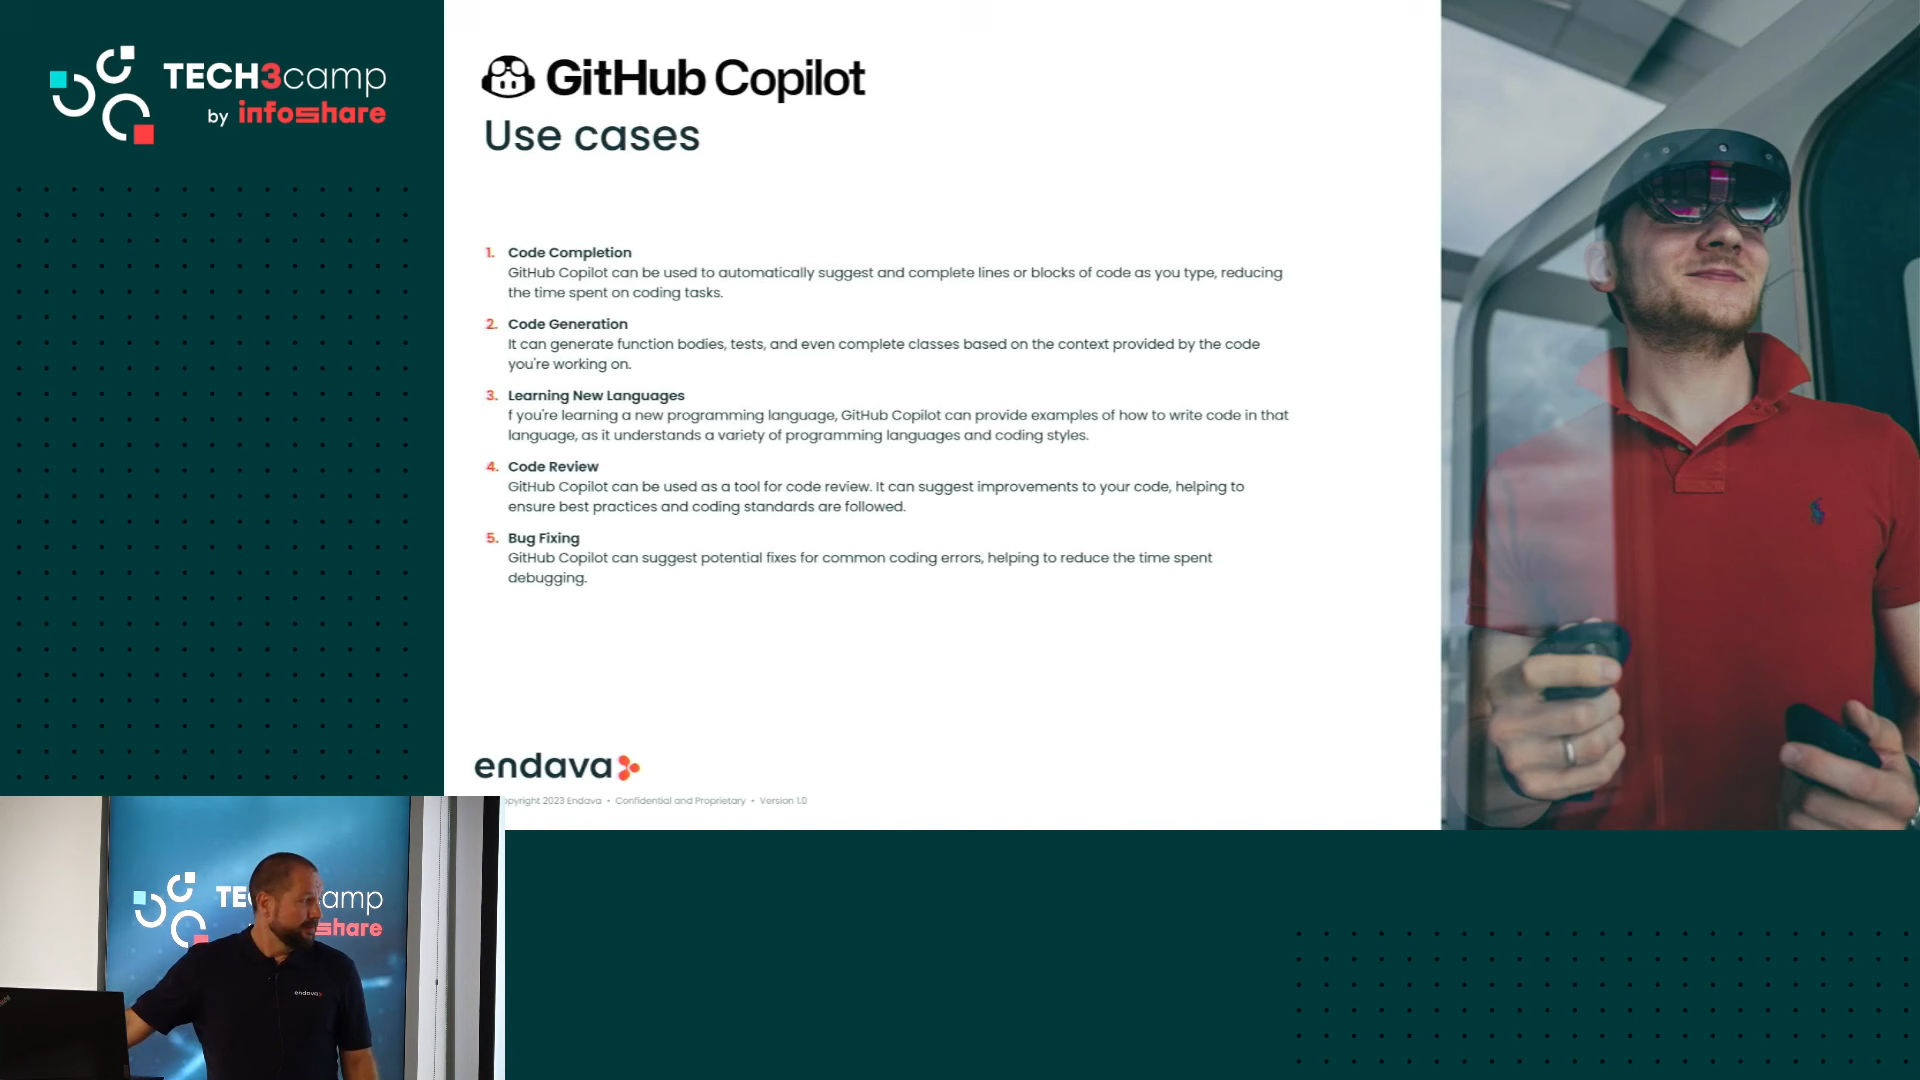 TECH3camp
by infoshare
GitHub Copilot
Use cases
1. Code Completion
GitHub Copilot can be used to automatically suggest and complete lines or blocks of code as you type, reducing
the time spent on coding tasks.
2. Code Generation
It can generate function bodies, tests, and even complete classes based on the context provided by the code
you're working on.
3. Learning New Languages
f you're learning a new programming language, GitHub Copilot can provide examples of how to write code in that
language, as it understands a variety of programming languages and coding styles.
4. Code Review
GitHub Copilot can be used as a tool for code review. It can suggest improvements to your code, helping to
ensure best practices and coding standards are followed.
5. Bug Fixing
GitHub Copilot can suggest potential fixes for common coding errors, helping to reduce the time spent
debugging.
endava
opyright 2023 Endava • Confidential and Proprietary • Version 1.0
TE amp
share
endava